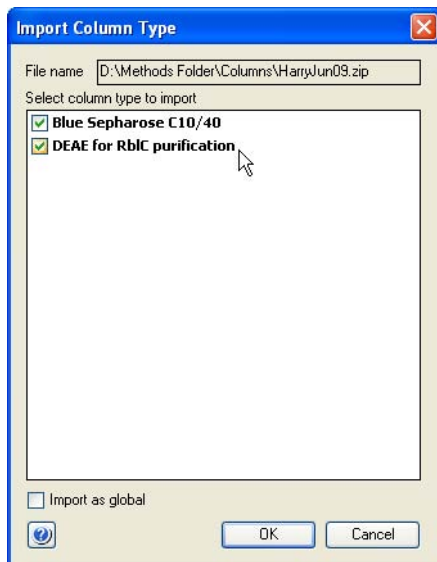 Import Column Type
File name D:\Methods Folder\Columns\HarryJun09.zip
Select column type to import
Blue Sepharose C10/40
DEAE for RblC purification
Import as global
OK Cancel